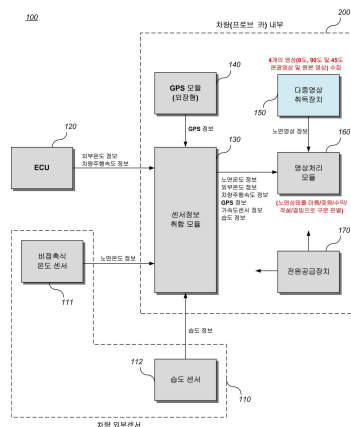 100
200
차량(프로브 카) 내부
140
GPS 모듈
(외장형)
4개의 영상(0도, 90도 및 45도
편광영상 및 원본 영상) 수집
다중영상
취득장치
150
GPS 정보
노면영상 정보
120
ECU
외부온도 정보
차량주행속도 정보
130
센서정보
취합 모듈
노면온도 정보
외부온도 정보
차량주행속도 정보
GPS 정보
가속도센서 정보
습도 정보
160
영상처리
모듈
(노면상태를 마름/젖음/수막/
적설/결빙으로 구분 판별)
170
전원공급장치
비접촉식
온도 센서
111
노면온도 정보
습도 정보
112
습도 센서
110
차량 외부센서